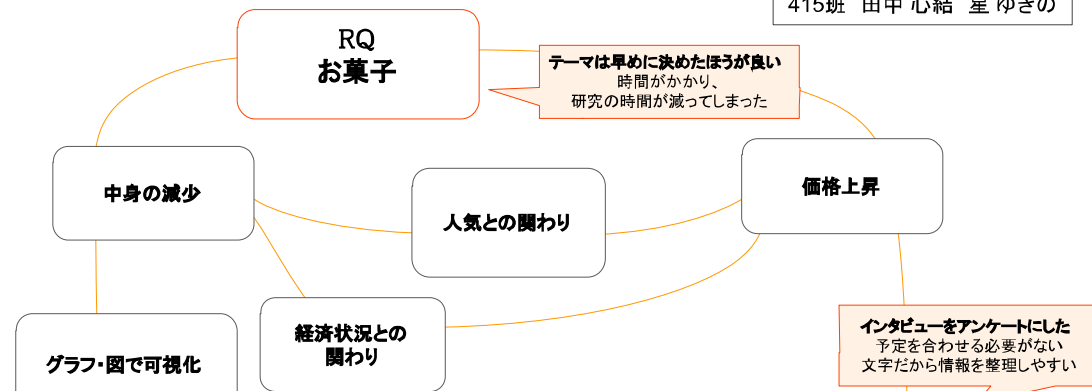 415班 田中 心結 星 ゆきの
RQ
お菓子
テーマは早めに決めたほうが良い
時間がかかり、
研究の時間が減ってしまった
中身の減少
人気との関わり
価格上昇
経済状況との
関わり
グラフ・図で可視化
インタビューをアンケートにした
予定を合わせる必要がない
文字だから情報を整理しやすい